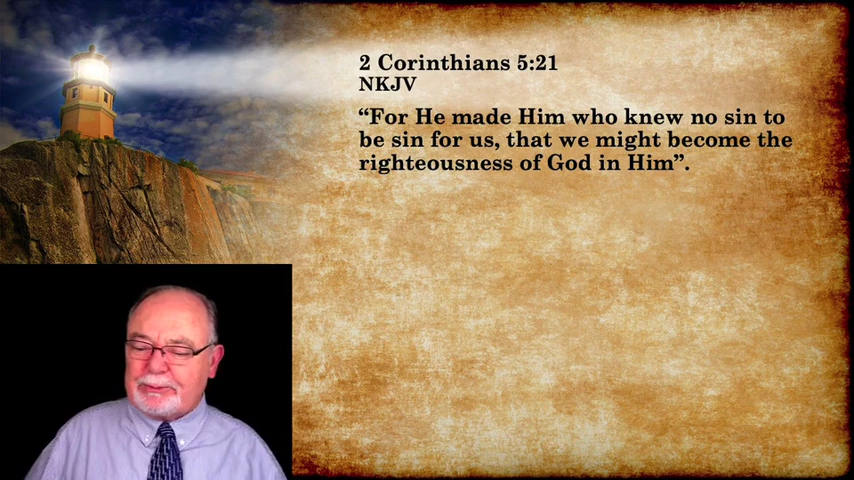 2 Corinthians 5:21
NKJV
“For He made Him who knew no sin to
be sin for us, that we might become the
righteousness of God in Him”.